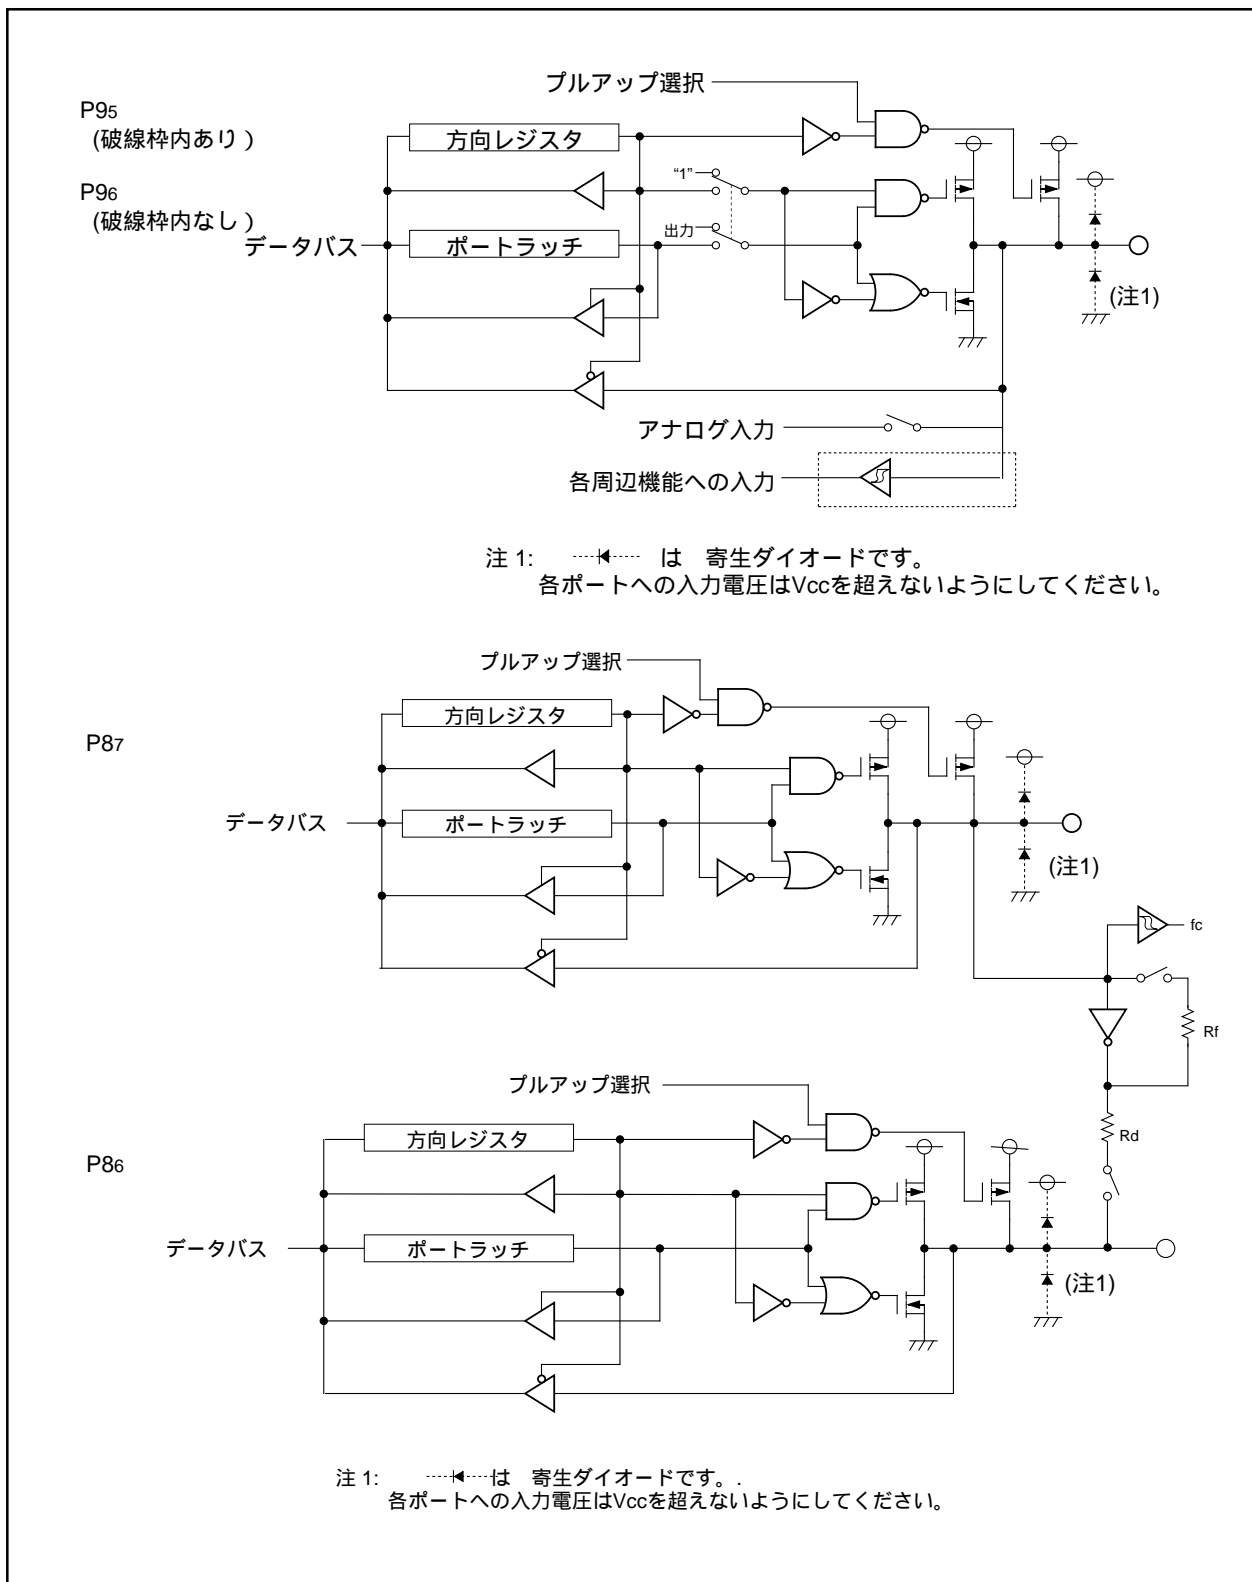 プルアップ選択
P95
(破線枠内あり)
方向レジスタ
“1”
P96
(破線枠内なし)
出力
データバス
ポートラッチ
(注1)
アナログ入力
各周辺機能への入力
注 1: は 寄生ダイオードです。
各ポートへの入力電圧はVccを超えないようにしてください。
プルアップ選択
方向レジスタ
P87
データバス
ポートラッチ
(注1)
fc
Rf
プルアップ選択
方向レジスタ
Rd
P86
データバス
ポートラッチ
(注1)
注 1: は 寄生ダイオードです。.
各ポートへの入力電圧はVccを超えないようにしてください。